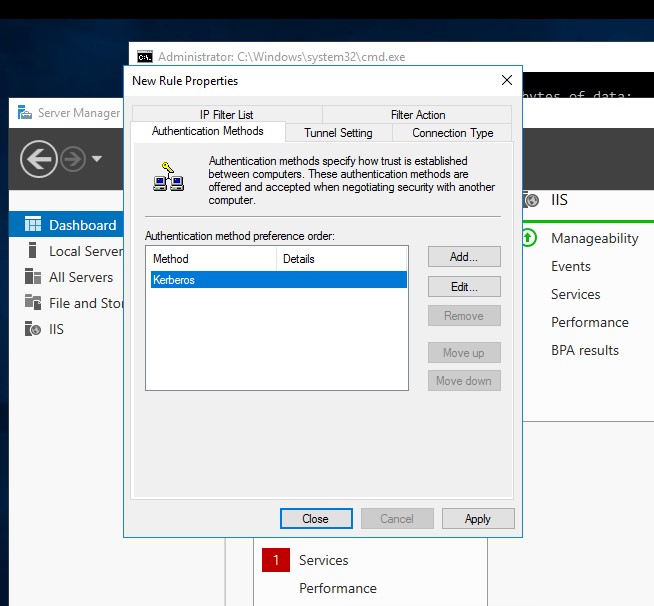 Administrator: C:\Windows\system32\cmd.exe
New Rule Properties
bytes of data:
Server Manager
IP Filter List
Filter Action
Authentication Methods
Tunnel Setting
Connection Type
Authentication methods specify how trust is established
between computers. These authentication methods are
offered and accepted when negotiating security with another
computer.
Authentication method preference order:
Method
Details
Kerberos
Add...
Edit...
Remove
Move up
Move down
Close
Cancel
Apply
Dashboard
Local Server
All Servers
File and Sto
IIS
IIS
Manageability
Events
Services
Performance
BPA results
1
Services
Performance